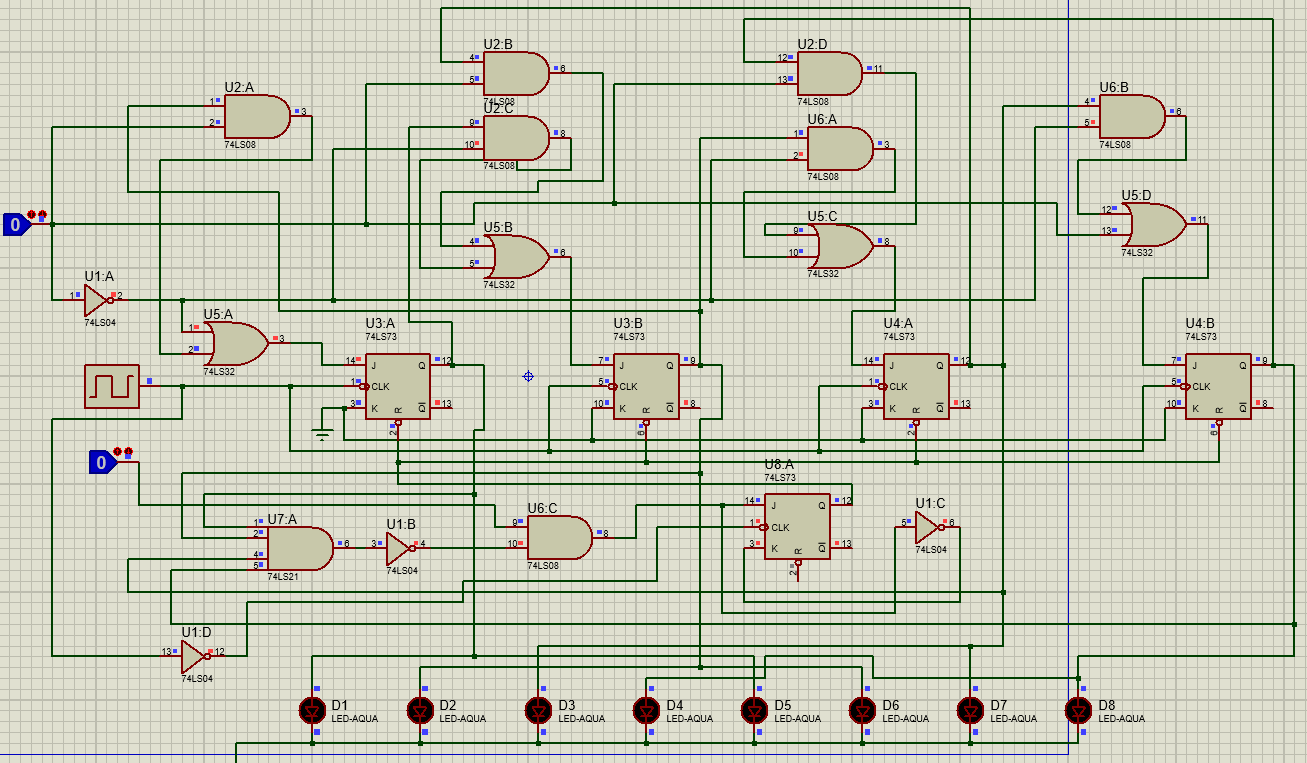 U2:A
1
2
3
74LS08
U2:B
4
5
6
74LS08
U2:C
9
10
8
74LS08
U2:D
12
13
11
74LS08
U6:A
1
2
3
74LS08
U6:B
4
5
6
74LS08
0
U5:B
4
5
6
74LS32
U5:C
9
10
8
74LS32
U5:D
12
13
11
74LS32
U1:A
1
2
74LS04
U5:A
1
2
3
74LS32
U3:A
74LS73
14
J
Q
12
1
CLK
3
K
Q
13
R
2
U3:B
74LS73
7
J
Q
9
5
CLK
10
K
Q
8
R
6
U4:A
74LS73
14
J
Q
12
1
CLK
3
K
Q
13
R
2
U4:B
74LS73
7
J
Q
9
5
CLK
10
K
Q
8
R
6
0
U7:A
1
2
4
5
6
74LS21
U1:B
3
4
74LS04
U6:C
9
10
8
74LS08
U8:A
74LS73
14
J
Q
12
1
CLK
3
K
Q
13
R
2
U1:C
5
6
74LS04
U1:D
13
12
74LS04
D1
LED-AQUA
D2
LED-AQUA
D3
LED-AQUA
D4
LED-AQUA
D5
LED-AQUA
D6
LED-AQUA
D7
LED-AQUA
D8
LED-AQUA